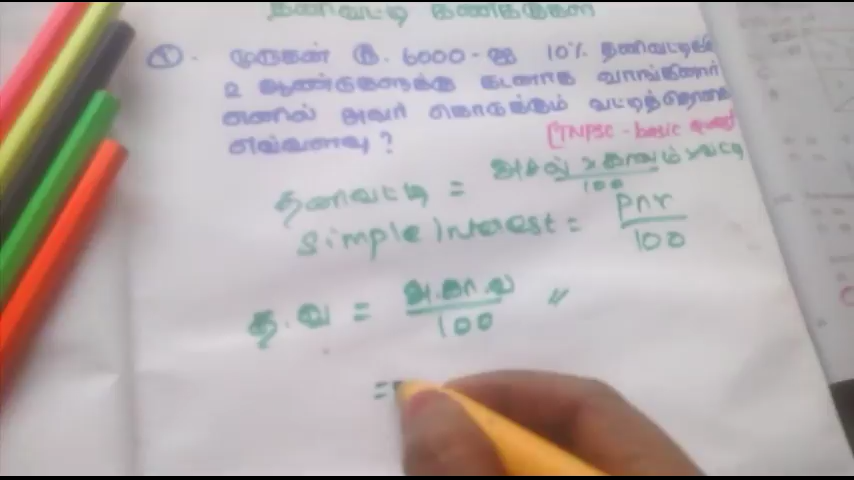 தனிவட்டி கணக்குகள்
①. முருகன் ரூ. 6000-ஐ 10% தனிவட்டியில்
2 ஆண்டுகளுக்கு கடனாக வாங்கினார்
எனில் அவர் கொடுக்கும் வட்டித்தொகை
எவ்வளவு?
[TNPSC - basic
தனிவட்டி = அசல் x காலம் x வட்டி
100
Simple Interest = pnr
100
த.வ = அ.கா.வ
100 "
=